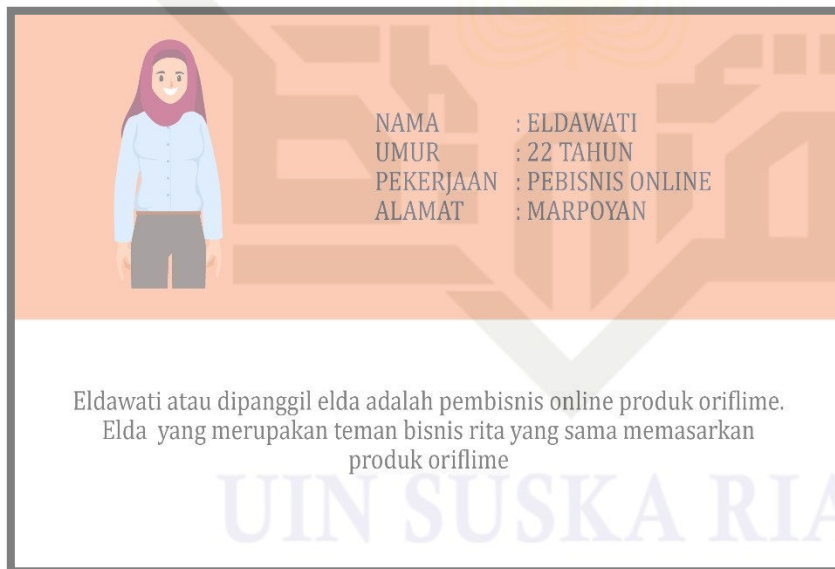 NAMA : ELDAWATI
UMUR : 22 TAHUN
PEKERJAAN : PEBISNIS ONLINE
ALAMAT : MARPOYAN
Eldawati atau dipanggil elda adalah pembisnis online produk oriflime.
Elda yang merupakan teman bisnis rita yang sama memasarkan
produk oriflime
UIN SUSKA RIA